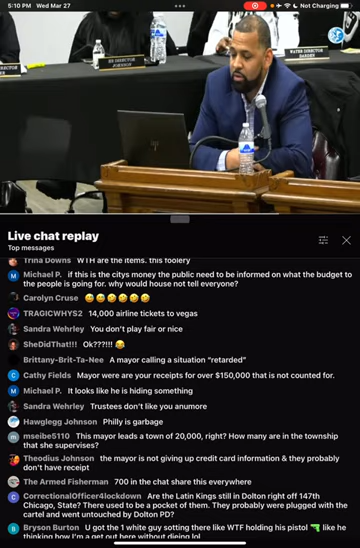 5:10 PM Wed Mar 27
Not Charging
HR DIRECTOR
JOHNSON
WATER DIRECTOR
Live chat replay
Top messages
Trina Downs WTH are the items. this foolery
Michael P. if this is the citys money the public need to be informed on what the budget to
the people is going for. why would house not tell everyone?
Carolyn Cruse 🤣🤣🤣🤣🤣🤣
TRAGICWHYS2 14,000 airline tickets to vegas
Sandra Wehrley You don't play fair or nice
SheDidThat!!! Ok???!!! 😂
Brittany-Brit-Ta-Nee A mayor calling a situation "retarded"
C Cathy Fields Mayor were are your receipts for over $150,000 that is not counted for.
M Michael P. It looks like he is hiding something
Sandra Wehrley Trustees don't like you anumore
Hawglegg Johnson Philly is garbage
m mseibe5110 This mayor leads a town of 20,000, right? How many are in the township
that she supervises?
Theodius Johnson the mayor is not giving up credit card information & they probably
don't have receipt
The Armed Fisherman 700 in the chat share this everywhere
CorrectionalOfficer4lockdown Are the Latin Kings still in Dolton right off 147th
Chicago, State? There used to be a pocket of them. They probably were plugged with the
cartel and went untouched by Dolton PD?
Bryson Burton U got the 1 white guy sotting there like WTF holding his pistol 🔫 like he
thinking how I'm a get out here without dieing lol